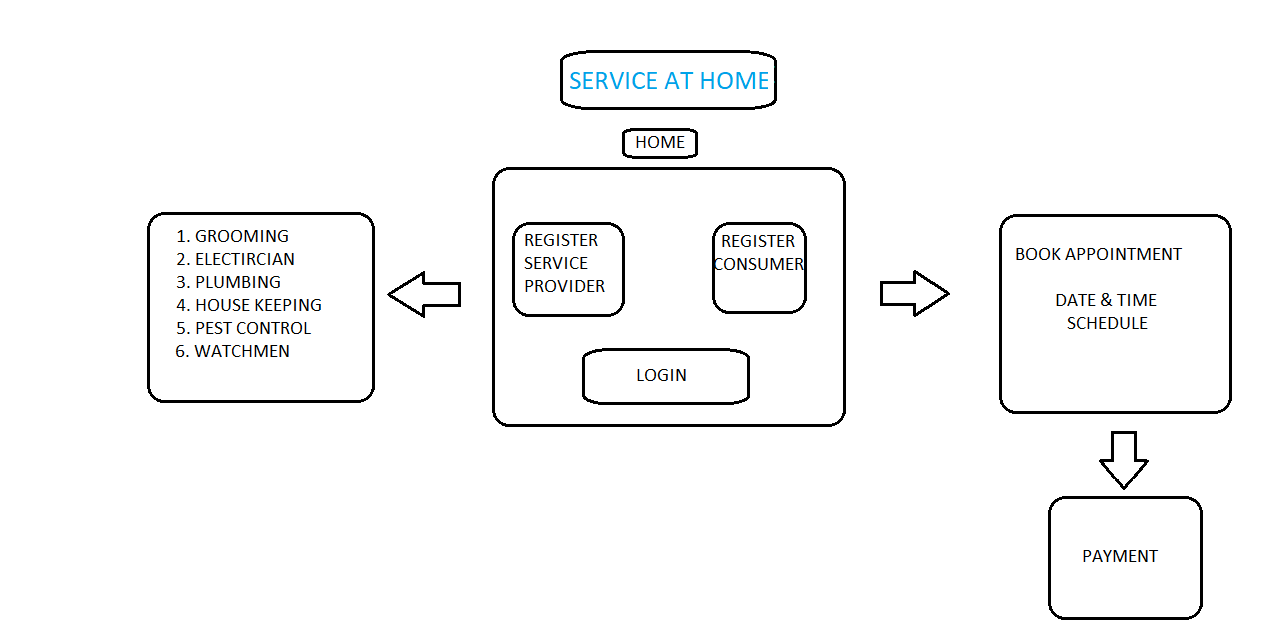 SERVICE AT HOME
HOME
1. GROOMING
2. ELECTIRCIAN
3. PLUMBING
4. HOUSE KEEPING
5. PEST CONTROL
6. WATCHMEN
REGISTER
SERVICE
PROVIDER
REGISTER
CONSUMER
LOGIN
BOOK APPOINTMENT
DATE & TIME
SCHEDULE
PAYMENT